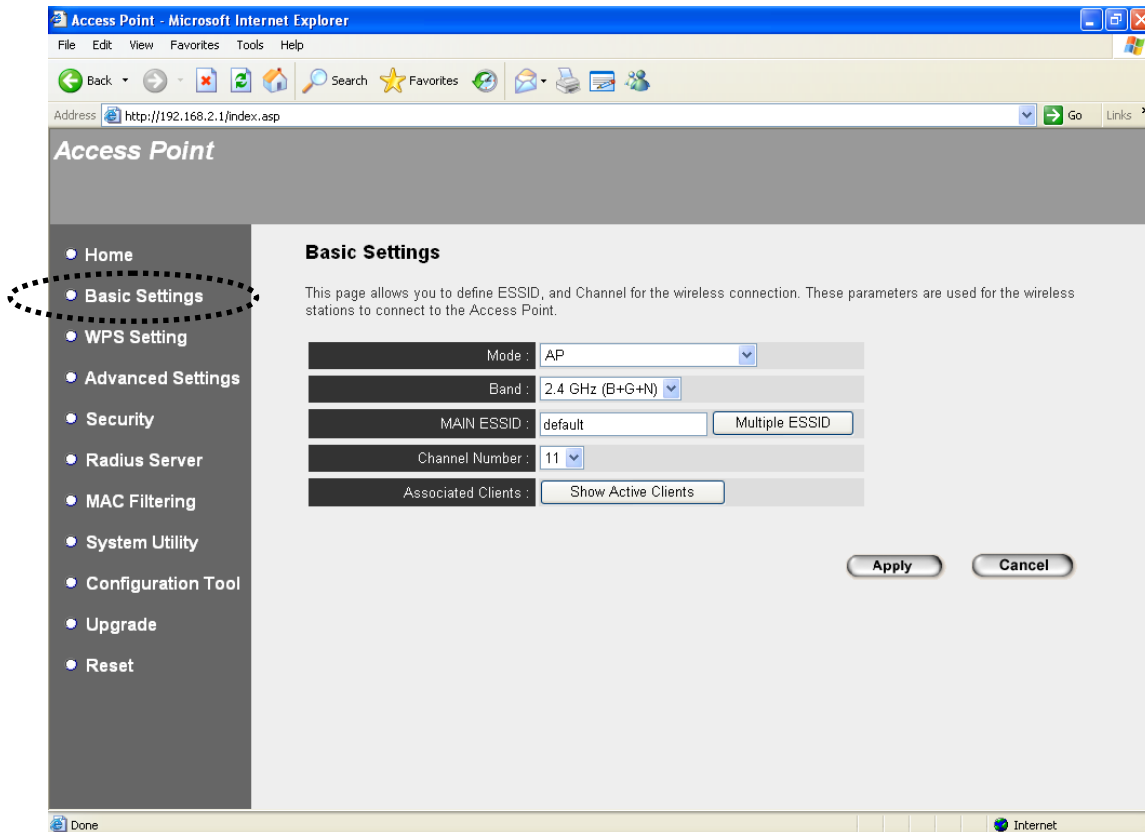 Access Point - Microsoft Internet Explorer
File Edit View Favorites Tools Help
Back Search Favorites
Address http://192.168.2.1/index.asp Go Links
Access Point
Home
Basic Settings
WPS Setting
Advanced Settings
Security
Radius Server
MAC Filtering
System Utility
Configuration Tool
Upgrade
Reset
Basic Settings
This page allows you to define ESSID, and Channel for the wireless connection. These parameters are used for the wireless
stations to connect to the Access Point.
Mode : AP
Band : 2.4 GHz (B+G+N)
MAIN ESSID : default Multiple ESSID
Channel Number : 11
Associated Clients : Show Active Clients
Apply Cancel
Done Internet